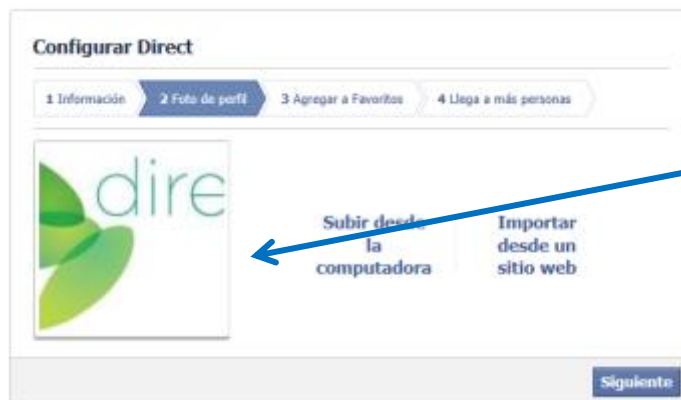 Configurar Direct
1 Información 2 Foto de perfil 3 Agregar a Favoritos 4 Llega a más personas
dire
Subir desde
la
computadora
Importar
desde un
sitio web
Siguiente